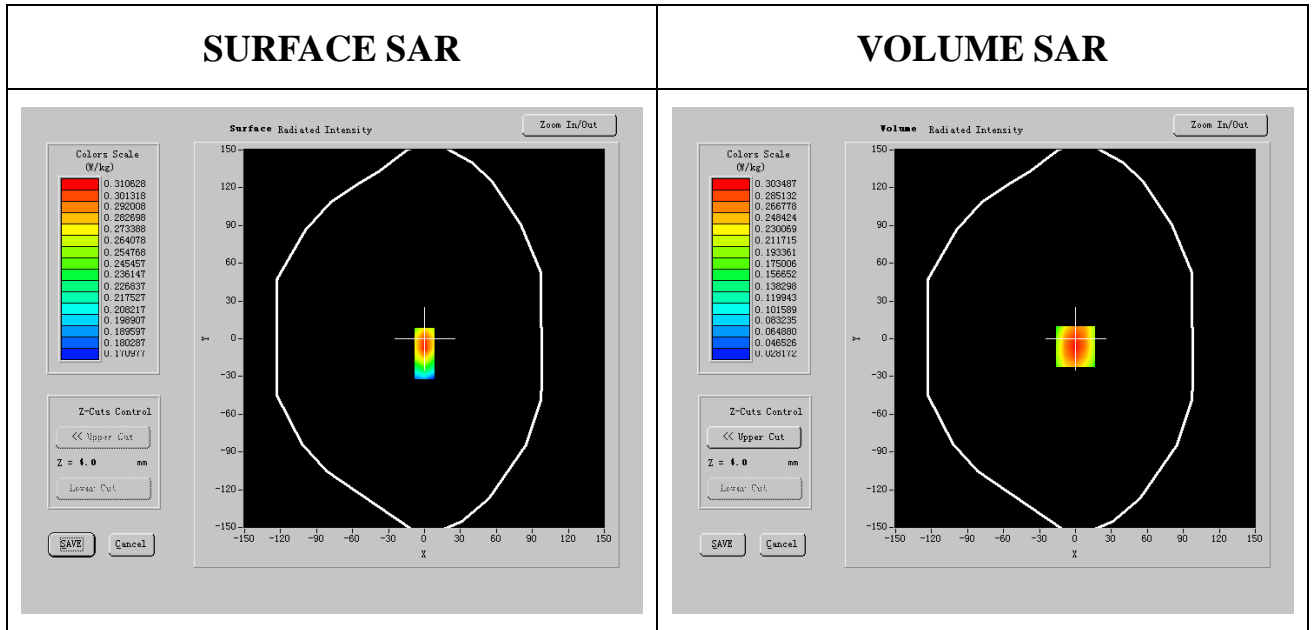 SURFACE SAR
VOLUME SAR
Surface Radiated Intensity
Zoom In/Out
Colors Scale
(W/kg)
0.310628
0.301318
0.292008
0.282698
0.273388
0.264078
0.254768
0.245457
0.236147
0.226837
0.217527
0.208217
0.198907
0.189597
0.180287
0.170977
Z-Cuts Control
<< Upper Cut
Z = 4.0 mm
Lower Cut
SAVE
Cancel
150
120
90
60
30
0
-30
-60
-90
-120
-150
Y
-150 -120 -90 -60 -30 0 30 60 90 120 150
X
Volume Radiated Intensity
Zoom In/Out
Colors Scale
(W/kg)
0.303487
0.285132
0.266778
0.248424
0.230069
0.211715
0.193361
0.175006
0.156652
0.138298
0.119943
0.101589
0.083235
0.064880
0.046526
0.028172
Z-Cuts Control
<< Upper Cut
Z = 4.0 mm
Lower Cut
SAVE
Cancel
150
120
90
60
30
0
-30
-60
-90
-120
-150
Y
-150 -120 -90 -60 -30 0 30 60 90 120 150
X